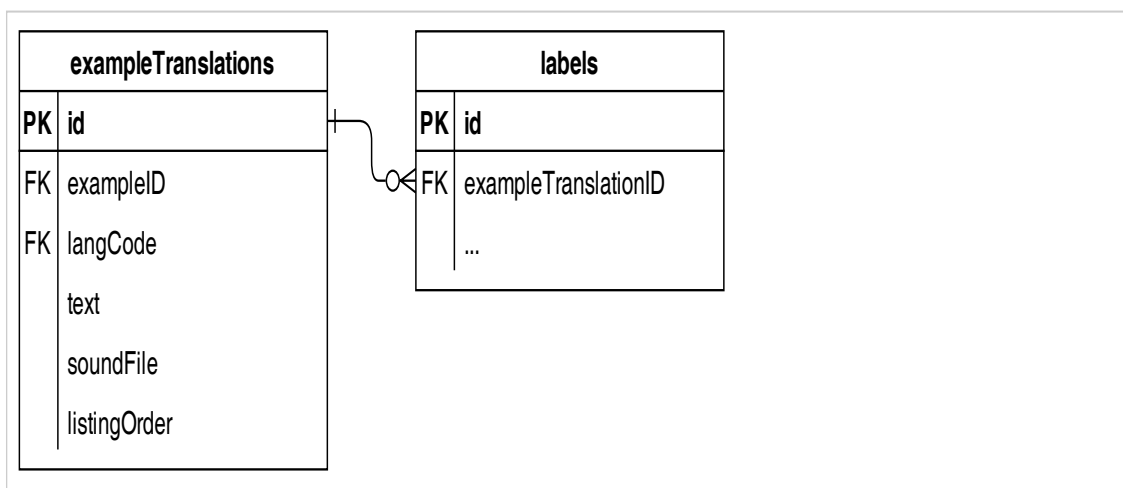 exampleTranslations
PK id
FK exampleID
FK langCode
text
soundFile
listingOrder
labels
PK id
FK exampleTranslationID
...